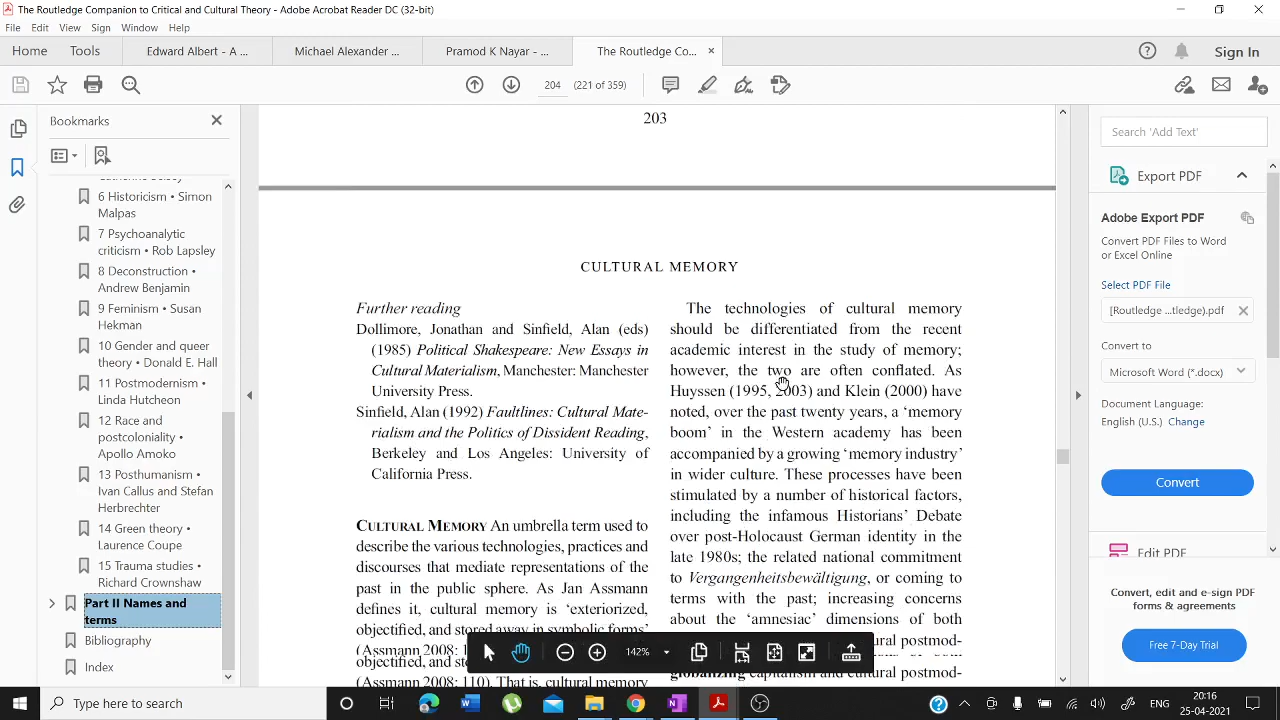 The Routledge Companion to Critical and Cultural Theory - Adobe Acrobat Reader DC (32-bit)
File Edit View Sign Window Help
Home Tools Edward Albert - A ... Michael Alexander ... Pramod K Nayar - ... The Routledge Co... × Sign In
204 (221 of 359)
Bookmarks
6 Historicism • Simon
Malpas
7 Psychoanalytic
criticism • Rob Lapsley
8 Deconstruction •
Andrew Benjamin
9 Feminism • Susan
Hekman
10 Gender and queer
theory • Donald E. Hall
11 Postmodernism •
Linda Hutcheon
12 Race and
postcoloniality •
Apollo Amoko
13 Posthumanism •
Ivan Callus and Stefan
Herbrechter
14 Green theory •
Laurence Coupe
15 Trauma studies •
Richard Crownshaw
Part II Names and
terms
Bibliography
Index
203
CULTURAL MEMORY
Further reading
Dollimore, Jonathan and Sinfield, Alan (eds)
(1985) Political Shakespeare: New Essays in
Cultural Materialism, Manchester: Manchester
University Press.
Sinfield, Alan (1992) Faultlines: Cultural Mate-
rialism and the Politics of Dissident Reading,
Berkeley and Los Angeles: University of
California Press.
CULTURAL MEMORY An umbrella term used to
describe the various technologies, practices and
discourses that mediate representations of the
past in the public sphere. As Jan Assmann
defines it, cultural memory is ‘exteriorized,
objectified, and stored away in symbolic forms’
(Assmann 2008: 
objectified, and st
(Assmann 2008: 110). That is, cultural memory
The technologies of cultural memory
should be differentiated from the recent
academic interest in the study of memory;
however, the two are often conflated. As
Huyssen (1995, 2003) and Klein (2000) have
noted, over the past twenty years, a ‘memory
boom’ in the Western academy has been
accompanied by a growing ‘memory industry’
in wider culture. These processes have been
stimulated by a number of historical factors,
including the infamous Historians’ Debate
over post-Holocaust German identity in the
late 1980s; the related national commitment
to Vergangenheitsbewältigung, or coming to
terms with the past; increasing concerns
about the ‘amnesiac’ dimensions of both
ural postmod-
globalizing capitalism and cultural postmod-
142%
Search 'Add Text'
Export PDF
Adobe Export PDF
Convert PDF Files to Word
or Excel Online
Select PDF File
[Routledge ...tledge).pdf
Convert to
Microsoft Word (*.docx)
Document Language:
English (U.S.) Change
Convert
Edit PDF
Convert, edit and e-sign PDF
forms & agreements
Free 7-Day Trial
Type here to search
ENG
20:16
25-04-2021